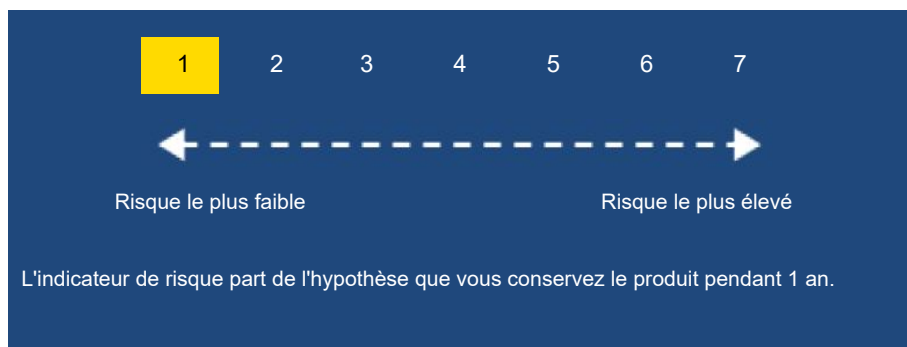 1 2 3 4 5 6 7
Risque le plus faible Risque le plus élevé
L'indicateur de risque part de l'hypothèse que vous conservez le produit pendant 1 an.